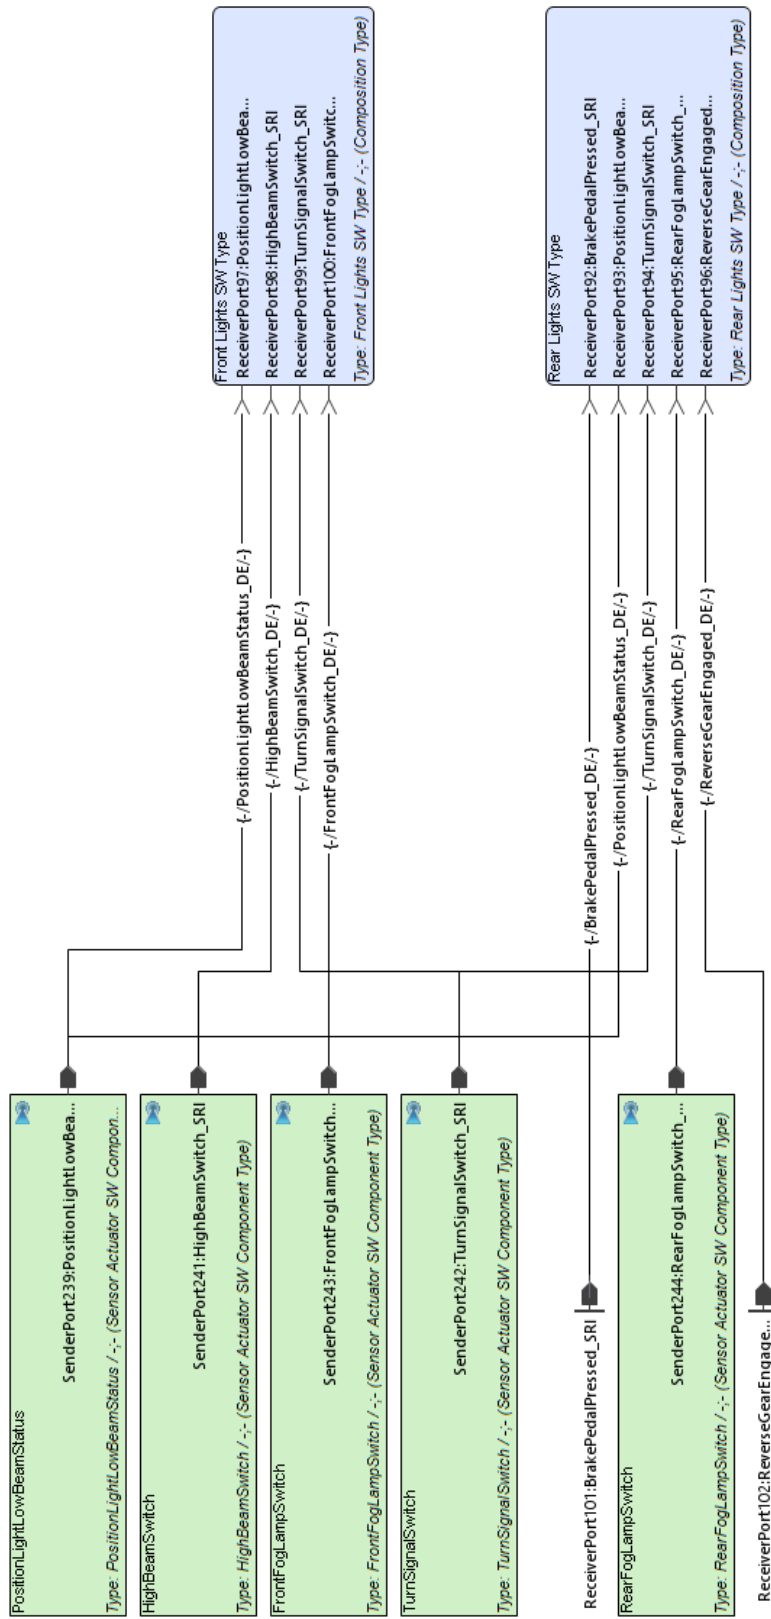 PositionLightLowBeamStatus
SenderPort239:PositionLightLowBea...
Type: PositionLightLowBeamStatus / -;- (Sensor Actuator SW Compon...
HighBeamSwitch
SenderPort241:HighBeamSwitch_SRI
Type: HighBeamSwitch / -;- (Sensor Actuator SW Component Type)
FrontFogLampSwitch
SenderPort243:FrontFogLampSwitch...
Type: FrontFogLampSwitch / -;- (Sensor Actuator SW Component Type)
TurnSignalSwitch
SenderPort242:TurnSignalSwitch_SRI
Type: TurnSignalSwitch / -;- (Sensor Actuator SW Component Type)
ReceiverPort101:BrakePedalPressed_SRI
RearFogLampSwitch
SenderPort244:RearFogLampSwitch_...
Type: RearFogLampSwitch / -;- (Sensor Actuator SW Component Type)
ReceiverPort102:ReverseGearEngage...
{-/PositionLightLowBeamStatus_DE/-}
{-/HighBeamSwitch_DE/-}
{-/TurnSignalSwitch_DE/-}
{-/FrontFogLampSwitch_DE/-}
{-/BrakePedalPressed_DE/-}
{-/PositionLightLowBeamStatus_DE/-}
{-/TurnSignalSwitch_DE/-}
{-/RearFogLampSwitch_DE/-}
{-/ReverseGearEngaged_DE/-}
Front Lights SW Type
ReceiverPort97:PositionLightLowBea...
ReceiverPort98:HighBeamSwitch_SRI
ReceiverPort99:TurnSignalSwitch_SRI
ReceiverPort100:FrontFogLampSwitc...
Type: Front Lights SW Type / -;- (Composition Type)
Rear Lights SW Type
ReceiverPort92:BrakePedalPressed_SRI
ReceiverPort93:PositionLightLowBea...
ReceiverPort94:TurnSignalSwitch_SRI
ReceiverPort95:RearFogLampSwitch_...
ReceiverPort96:ReverseGearEngaged...
Type: Rear Lights SW Type / -;- (Composition Type)